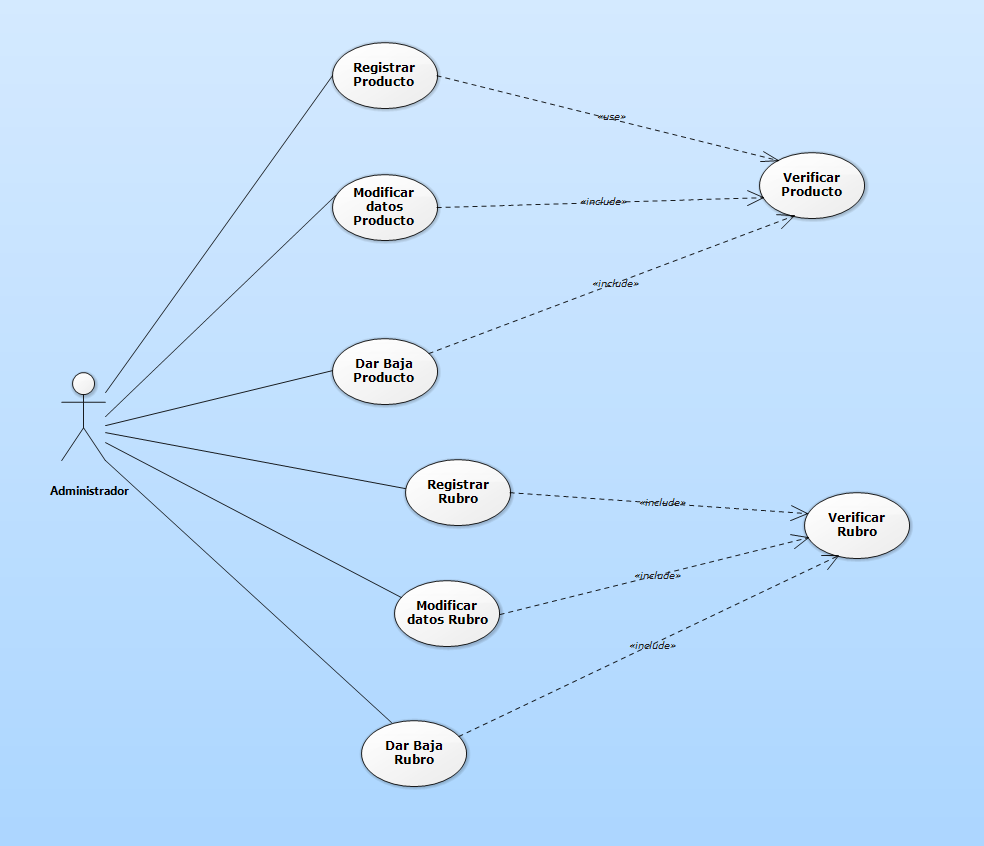 Registrar
Producto
«use»
Verificar
Producto
Modificar
datos
Producto
«include»
«include»
Dar Baja
Producto
Administrador
Registrar
Rubro
«include»
Verificar
Rubro
«include»
Modificar
datos Rubro
«include»
Dar Baja
Rubro